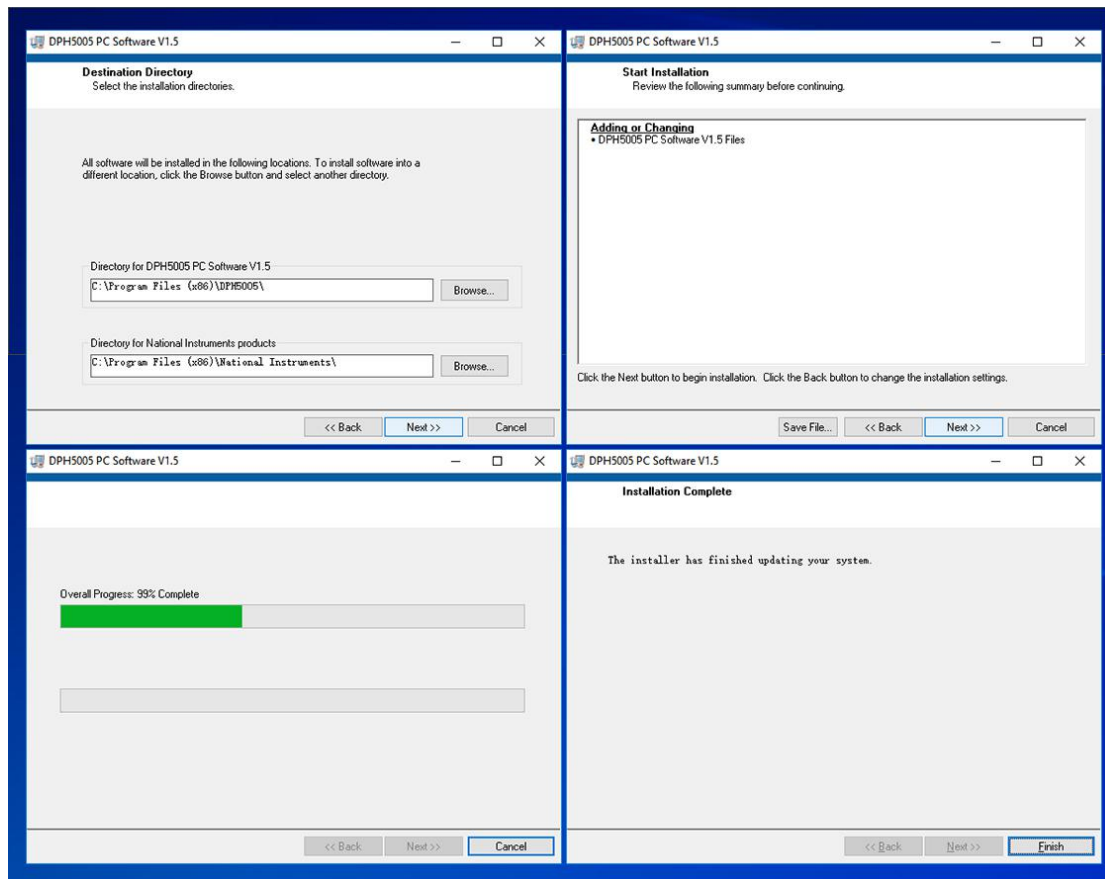 DPH5005 PC Software V1.5
Destination Directory
Select the installation directories.
All software will be installed in the following locations. To install software into a
different location, click the Browse button and select another directory.
Directory for DPH5005 PC Software V1.5
C:\Program Files (x86)\DPH5005\
Browse...
Directory for National Instruments products
C:\Program Files (x86)\National Instruments\
Browse...
<< Back
Next >>
Cancel
DPH5005 PC Software V1.5
Start Installation
Review the following summary before continuing.
Adding or Changing
• DPH5005 PC Software V1.5 Files
Click the Next button to begin installation. Click the Back button to change the installation settings.
Save File...
<< Back
Next >>
Cancel
DPH5005 PC Software V1.5
Overall Progress: 99% Complete
<< Back
Next >>
Cancel
DPH5005 PC Software V1.5
Installation Complete
The installer has finished updating your system.
<< Back
Next >>
Finish